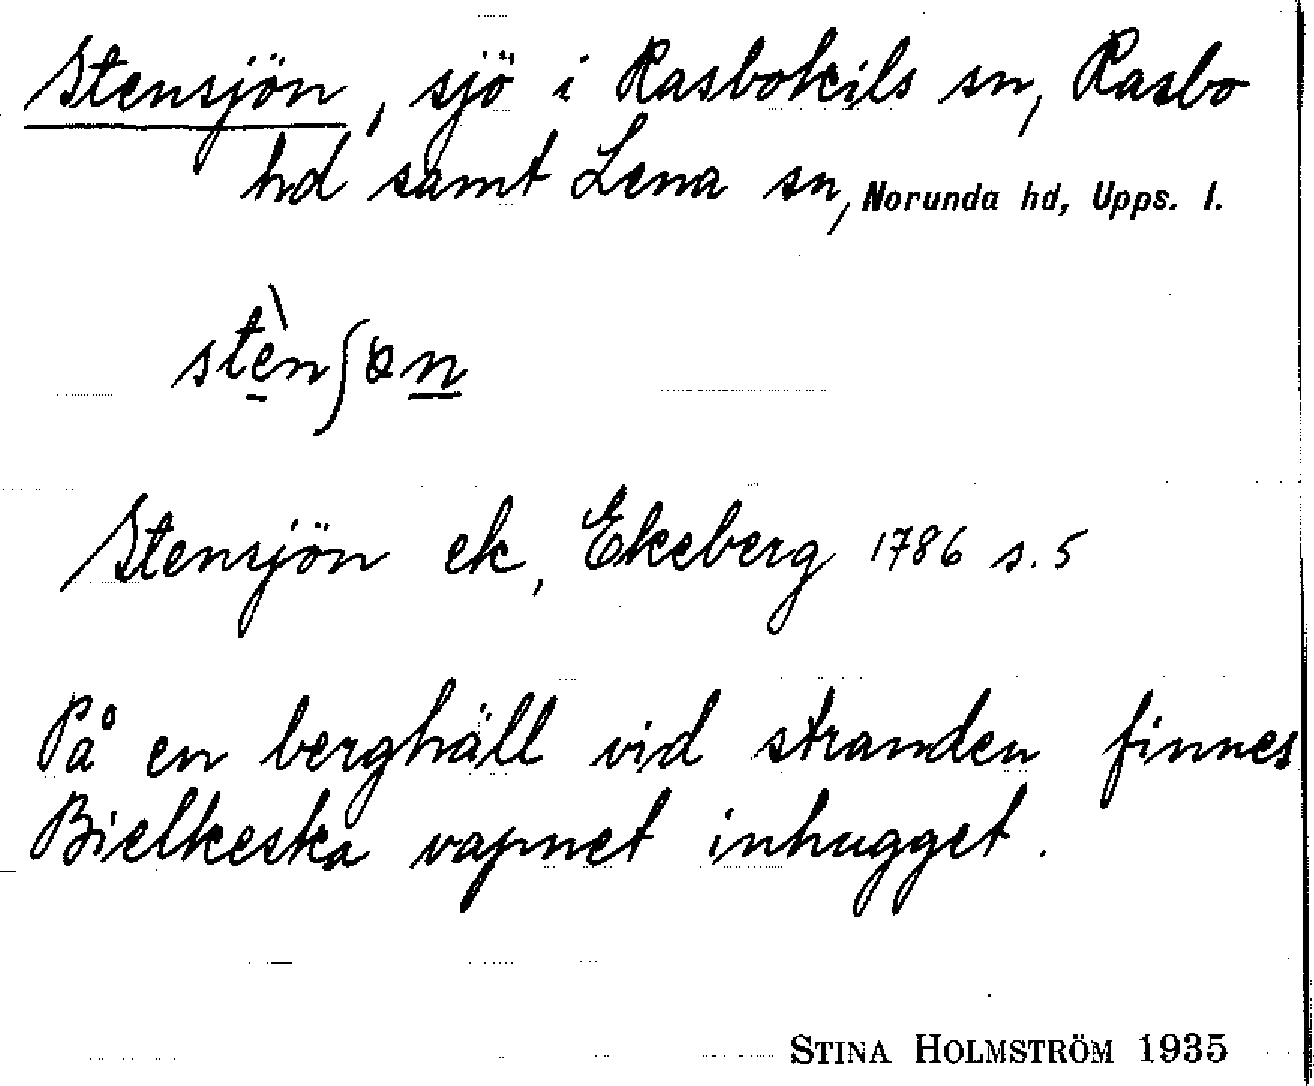 Stensjön, sjö i Rasbokils sn, Rasbo
hd samt Lena sn, Norunda hd, Upps. l.
stènʃɵn
Stensjön ek, Ekeberg 1786 s. 5
På en berghäll vid stranden finnes
Bielkeska vapnet inhugget.
STINA HOLMSTRÖM 1935